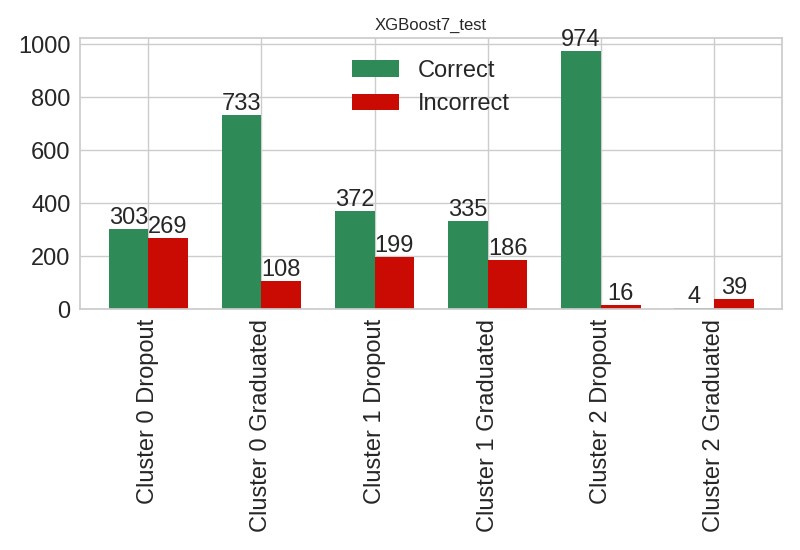 XGBoost7_test
Correct
Incorrect
1000
800
600
400
200
0
303
269
733
108
372
199
335
186
974
16
4
39
Cluster 0 Dropout
Cluster 0 Graduated
Cluster 1 Dropout
Cluster 1 Graduated
Cluster 2 Dropout
Cluster 2 Graduated